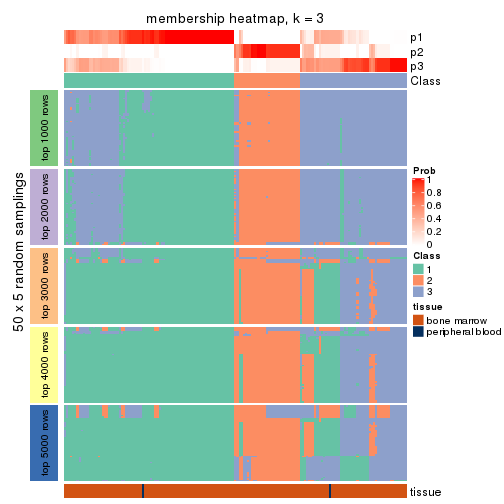 membership heatmap, k = 3
p1
p2
p3
Class
50 x 5 random samplings
top 1000 rows
top 2000 rows
top 3000 rows
top 4000 rows
top 5000 rows
Prob
1
0.8
0.6
0.4
0.2
0
Class
1
2
3
tissue
bone marrow
peripheral blood
tissue